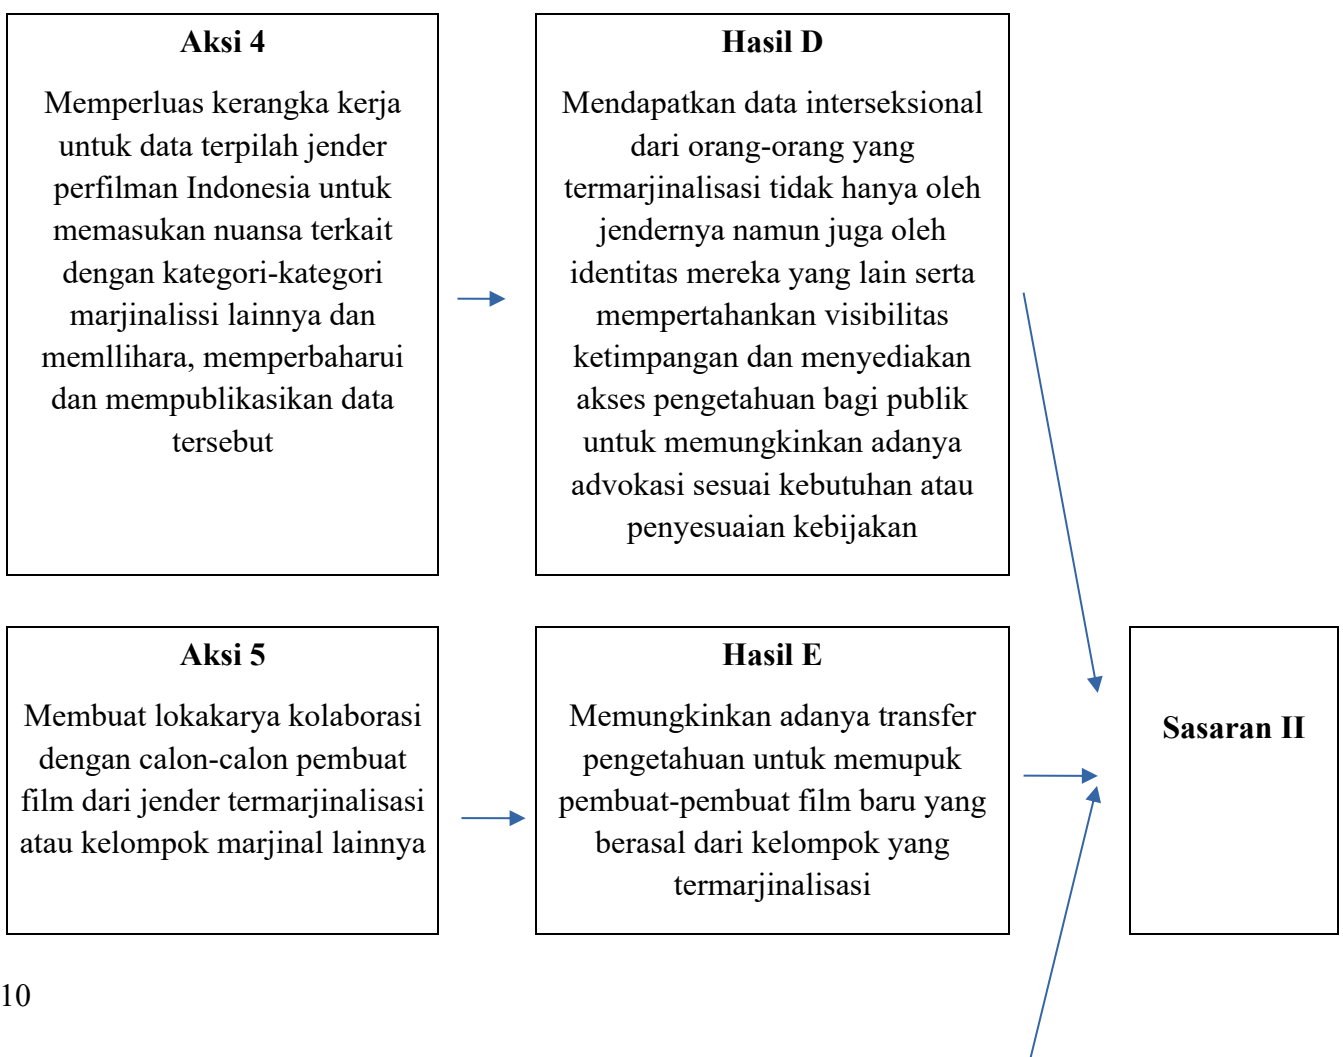 Aksi 4
Memperluas kerangka kerja
untuk data terpilah jender
perfilman Indonesia untuk
memasukan nuansa terkait
dengan kategori-kategori
marjinalissi lainnya dan
memllihara, memperbaharui
dan mempublikasikan data
tersebut
Hasil D
Mendapatkan data interseksional
dari orang-orang yang
termarjinalisasi tidak hanya oleh
jendernya namun juga oleh
identitas mereka yang lain serta
mempertahankan visibilitas
ketimpangan dan menyediakan
akses pengetahuan bagi publik
untuk memungkinkan adanya
advokasi sesuai kebutuhan atau
penyesuaian kebijakan
Aksi 5
Membuat lokakarya kolaborasi
dengan calon-calon pembuat
film dari jender termarjinalisasi
atau kelompok marjinal lainnya
Hasil E
Memungkinkan adanya transfer
pengetahuan untuk memupuk
pembuat-pembuat film baru yang
berasal dari kelompok yang
termarjinalisasi
Sasaran II
10